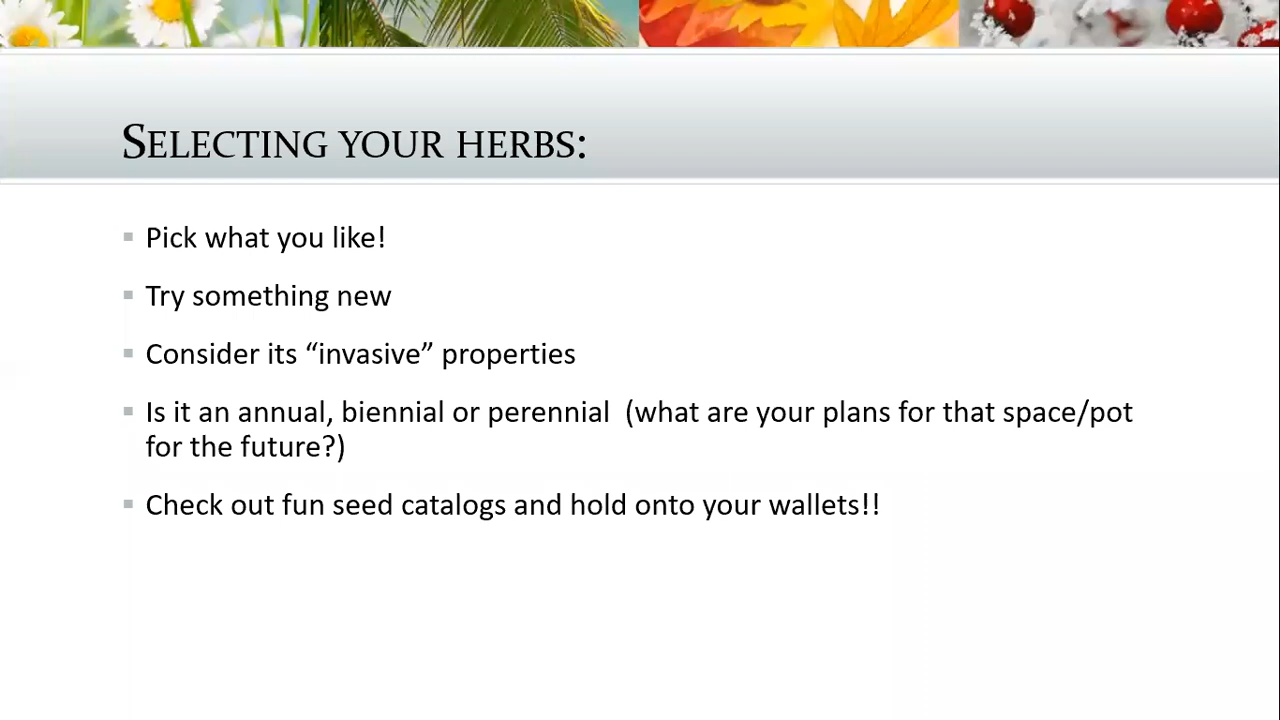 SELECTING YOUR HERBS:
Pick what you like!
Try something new
Consider its “invasive” properties
Is it an annual, biennial or perennial  (what are your plans for that space/pot
for the future?)
Check out fun seed catalogs and hold onto your wallets!!